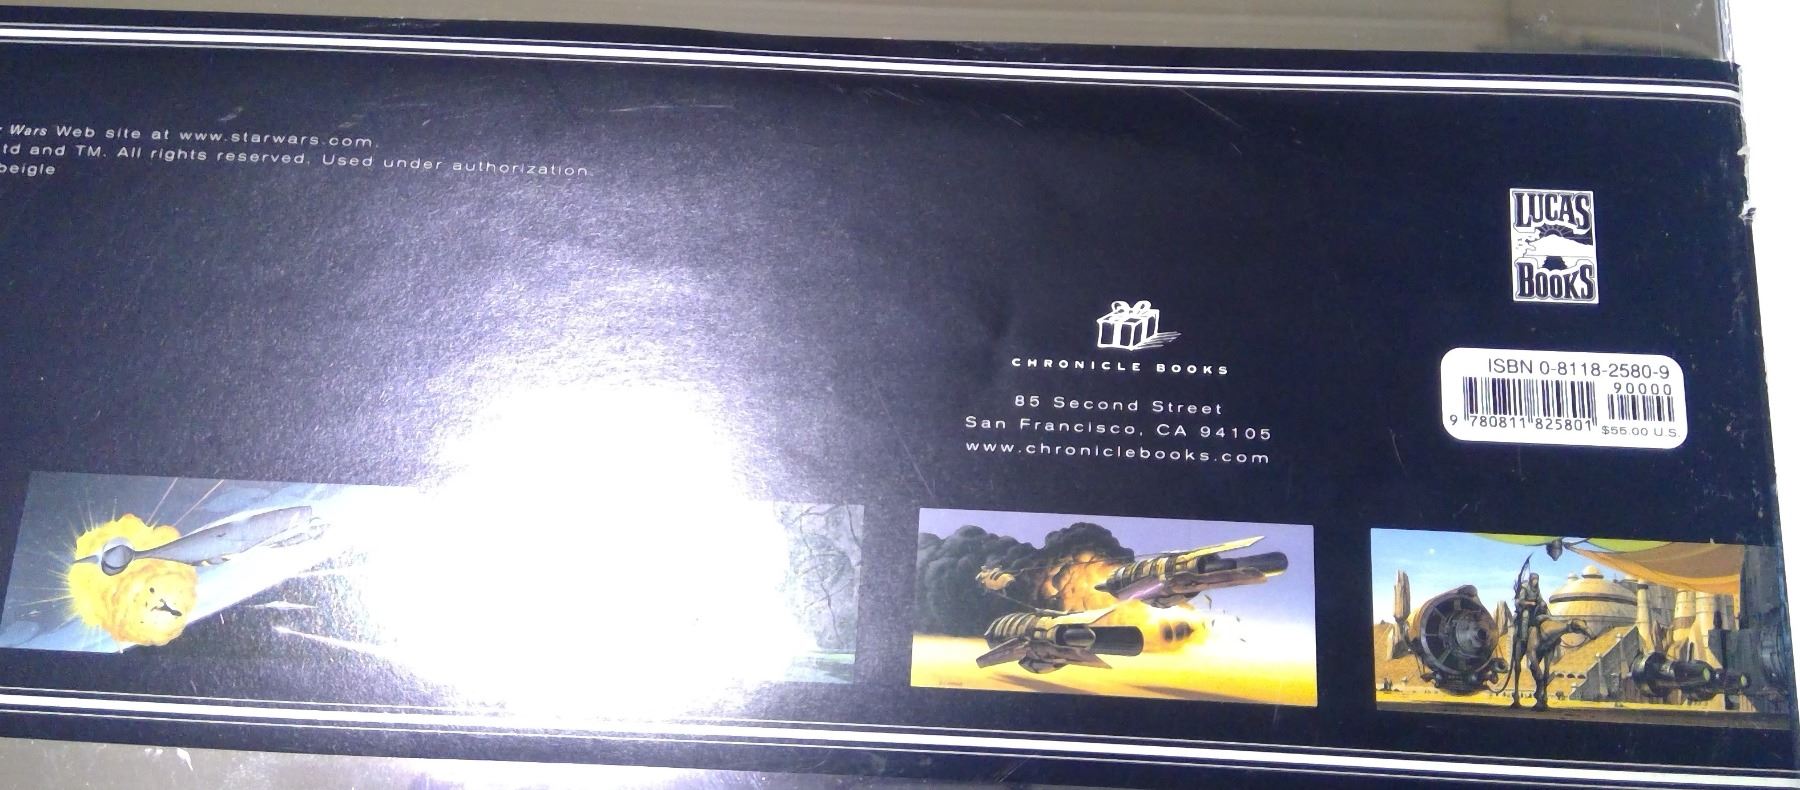 Wars Web site at www.starwars.com.
td and TM. All rights reserved. Used under authorization.
beigle
LUCAS
BOOKS
CHRONICLE BOOKS
85 Second Street
San Francisco, CA 94105
www.chroniclebooks.com
ISBN 0-8118-2580-9
90000
9 780811 825801
$55.00 U.S.